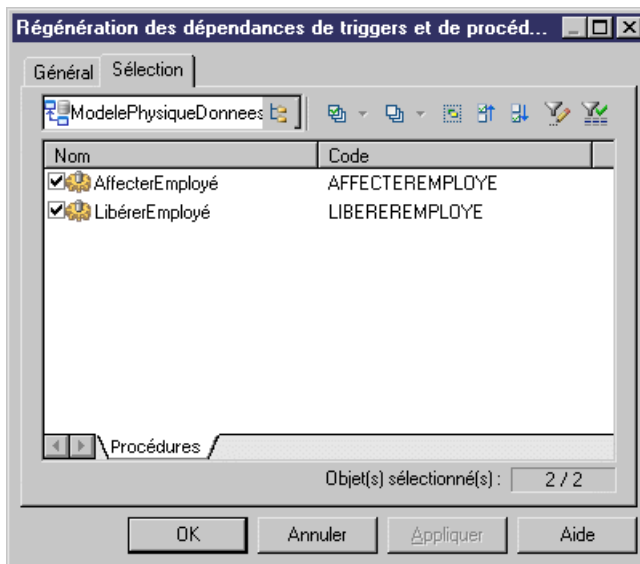 Régénération des dépendances de triggers et de procéd...
Général Sélection
ModelePhysiqueDonnees
Nom Code
AffecterEmployé AFFECTEREMPLOYE
LibérerEmployé LIBEREREMPLOYE
Procédures
Objet(s) sélectionné(s) : 2 / 2
OK Annuler Appliquer Aide